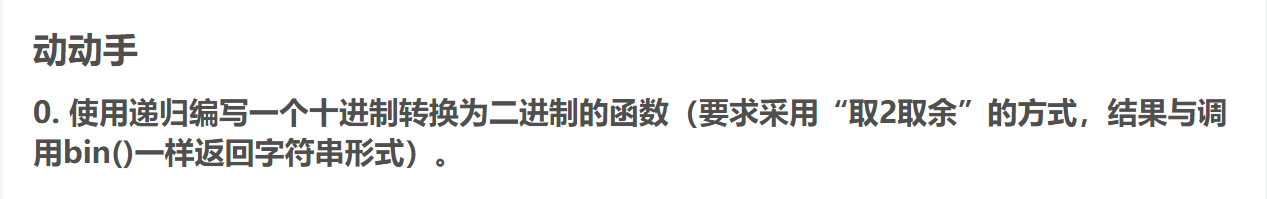 动动手
0. 使用递归编写一个十进制转换为二进制的函数（要求采用“取2取余”的方式，结果与调
用bin()一样返回字符串形式）。